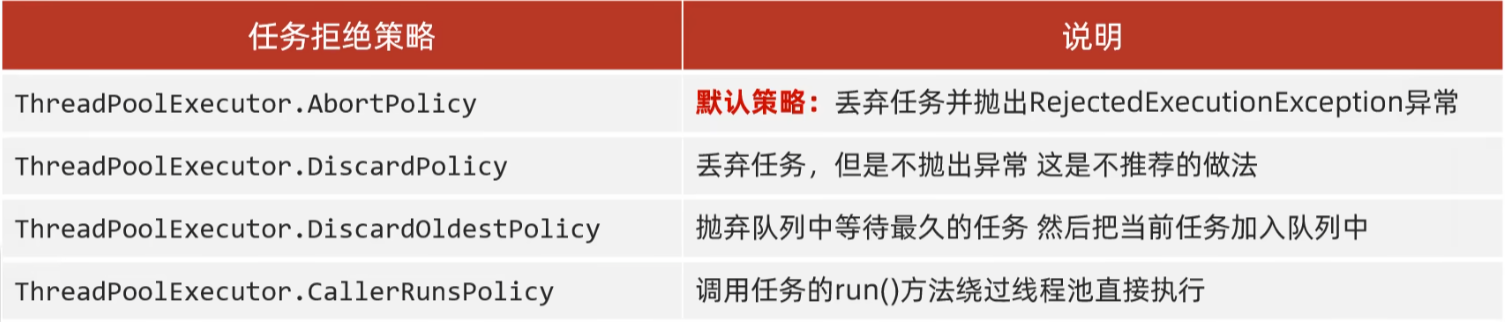 任务拒绝策略 说明
ThreadPoolExecutor.AbortPolicy 默认策略：丢弃任务并抛出RejectedExecutionException异常
ThreadPoolExecutor.DiscardPolicy 丢弃任务，但是不抛出异常 这是不推荐的做法
ThreadPoolExecutor.DiscardOldestPolicy 抛弃队列中等待最久的任务 然后把当前任务加入队列中
ThreadPoolExecutor.CallerRunsPolicy 调用任务的run()方法绕过线程池直接执行